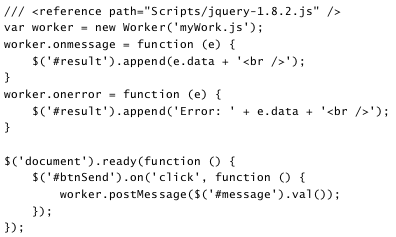 /// <reference path="Scripts/jquery-1.8.2.js" />
var worker = new Worker('myWork.js');
worker.onmessage = function (e) {
    $('#result').append(e.data + '<br />');
}
worker.onerror = function (e) {
    $('#result').append('Error: ' + e.data + '<br />');
}

$('document').ready(function () {
    $('#btnSend').on('click', function () {
        worker.postMessage($('#message').val());
    });
});